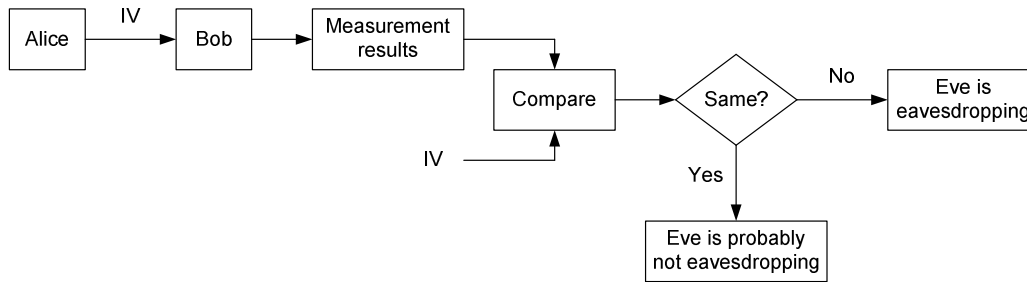 IV
Alice
Bob
Measurement
results
Compare
IV
Same?
No
Eve is
eavesdropping
Yes
Eve is probably
not eavesdropping